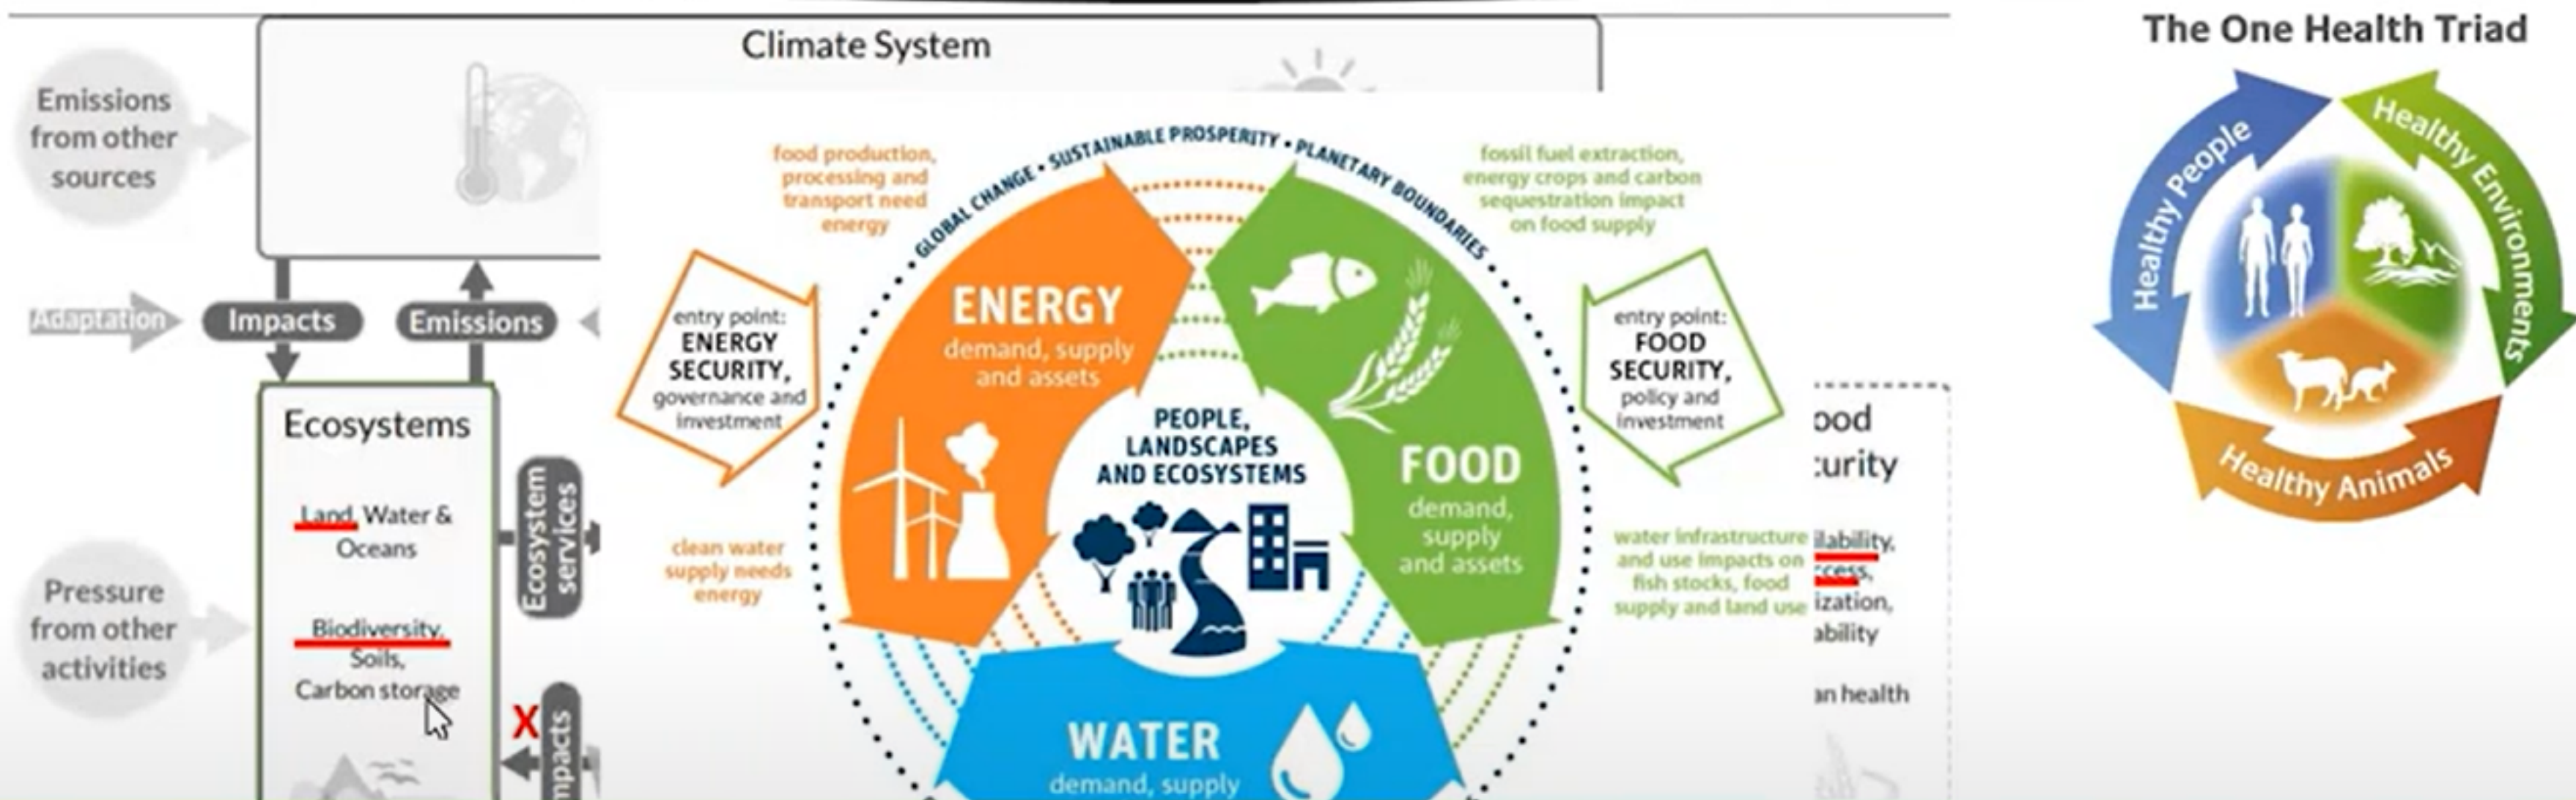 Climate System
Emissions
from other
sources
Adaptation
Impacts
Emissions
Ecosystems
Land, Water &
Oceans
Biodiversity,
Soils,
Carbon storage
Pressure
from other
activities
Ecosystem
services
X
GLOBAL CHANGE • SUSTAINABLE PROSPERITY • PLANETARY BOUNDARIES
food production,
processing and
transport need
energy
fossil fuel extraction,
energy crops and carbon
sequestration impact
on food supply
entry point:
ENERGY
SECURITY,
governance and
investment
ENERGY
demand, supply
and assets
entry point:
FOOD
SECURITY,
policy and
investment
PEOPLE,
LANDSCAPES
AND ECOSYSTEMS
FOOD
demand,
supply
and assets
clean water
supply needs
energy
water infrastructure
and use impacts on
fish stocks, food
supply and land use
WATER
demand, supply
an health
The One Health Triad
Healthy People
Healthy Environments
Healthy Animals